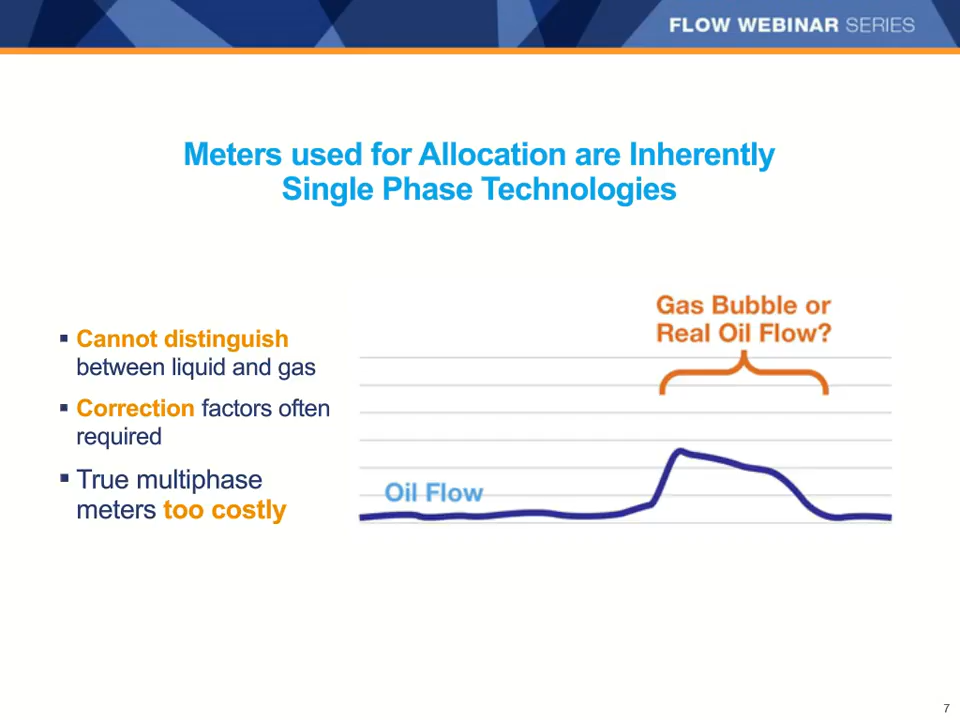 FLOW WEBINAR SERIES
Meters used for Allocation are Inherently
Single Phase Technologies
▪ Cannot distinguish
between liquid and gas
▪ Correction factors often
required
▪ True multiphase
meters too costly
Gas Bubble or
Real Oil Flow?
Oil Flow
7